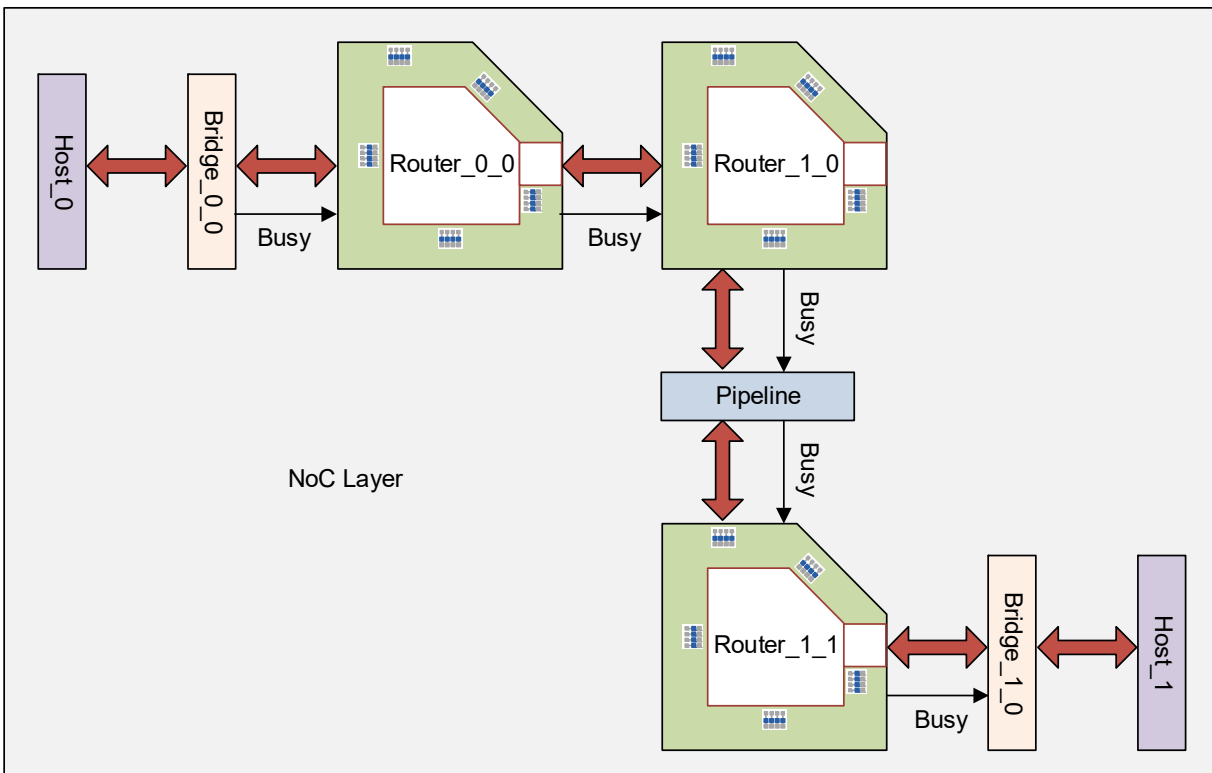 Host_0
Bridge_0_0
Router_0_0
Router_1_0
Busy
Busy
Busy
Pipeline
Busy
NoC Layer
Router_1_1
Bridge_1_0
Host_1
Busy